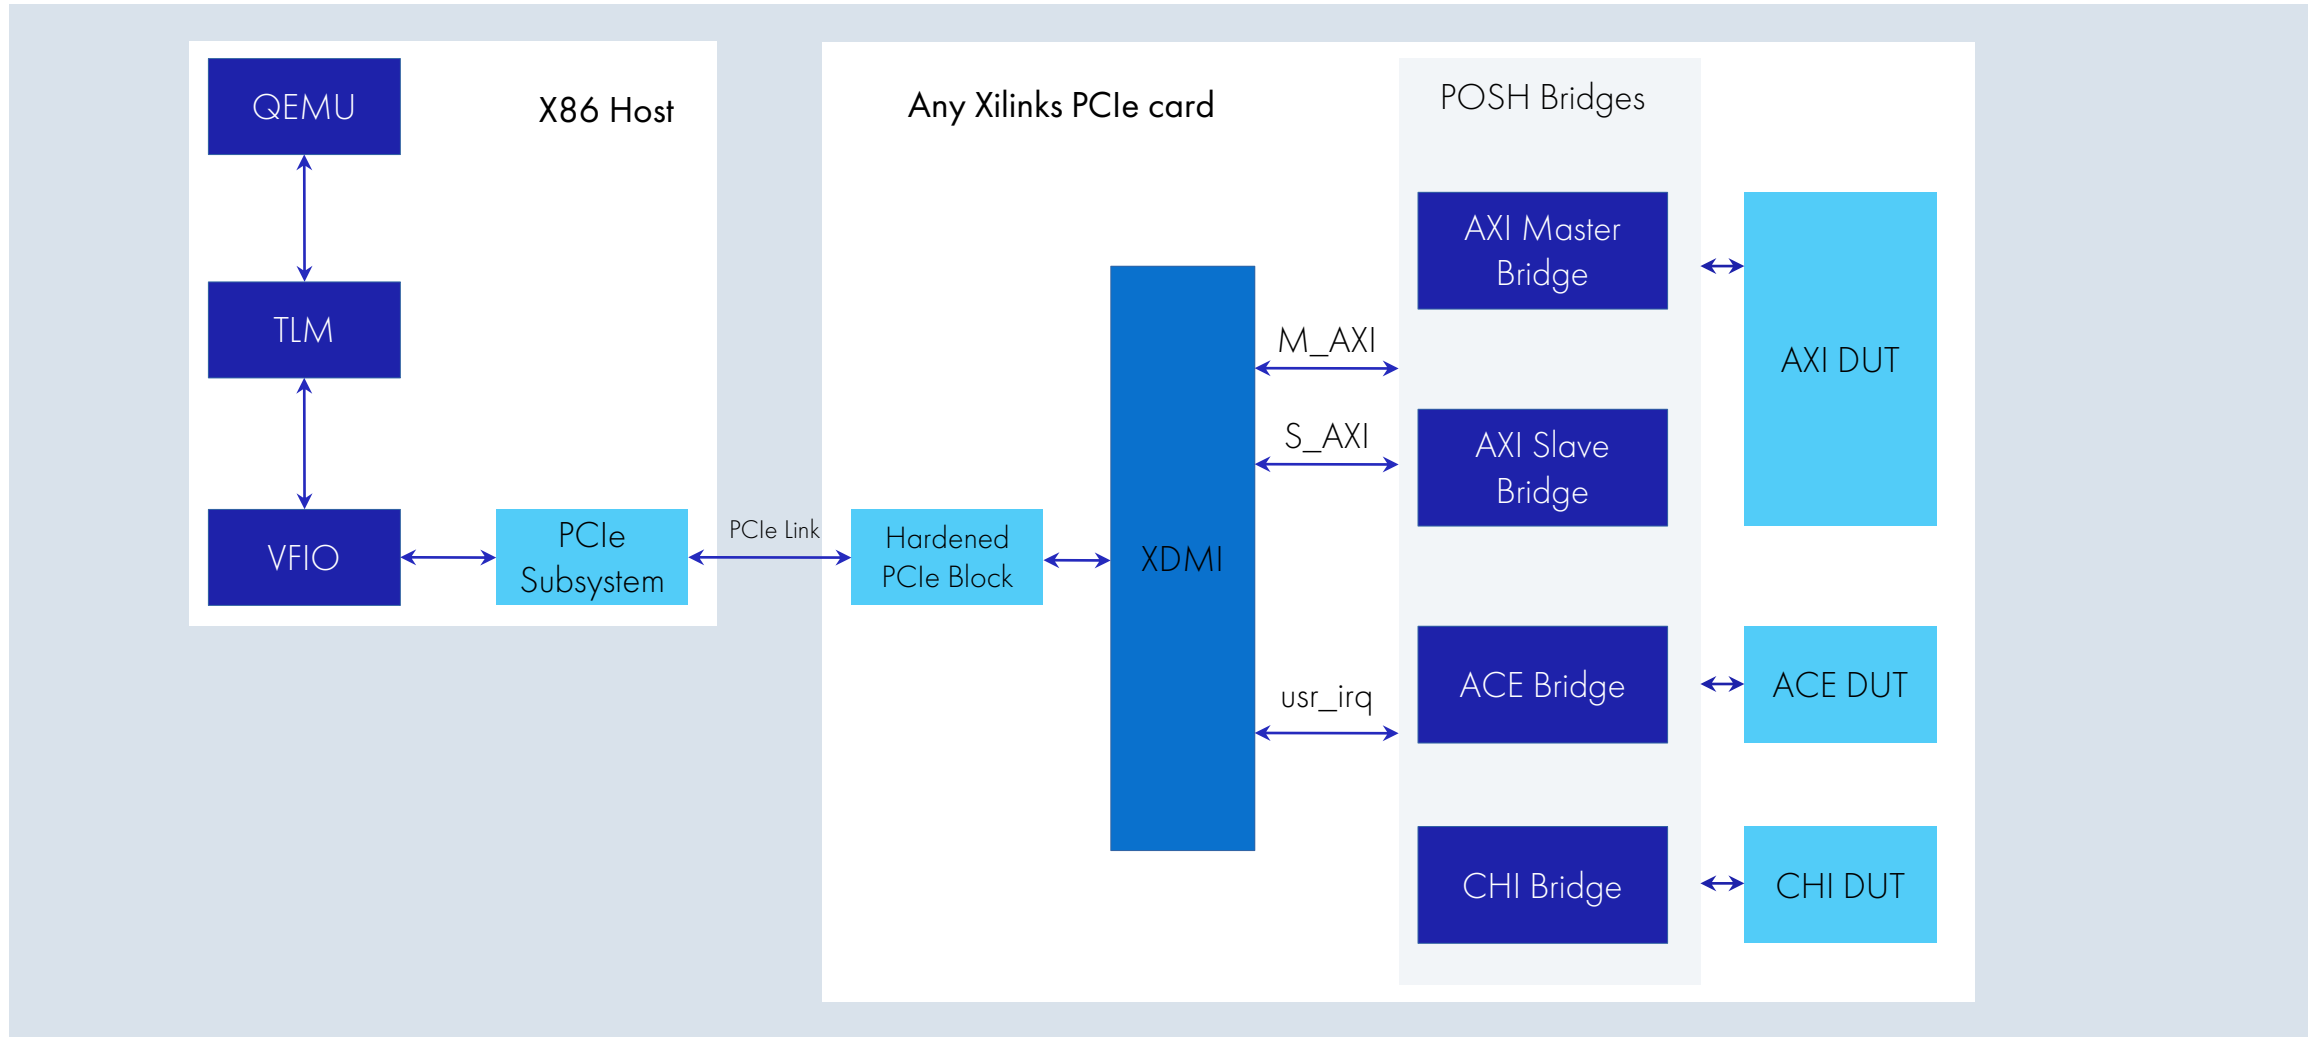 QEMU
X86 Host
TLM
VFIO
PCIe
Subsystem
PCIe Link
Any Xilinks PCIe card
Hardened
PCIe Block
XDMI
M_AXI
S_AXI
usr_irq
POSH Bridges
AXI Master
Bridge
AXI Slave
Bridge
ACE Bridge
CHI Bridge
AXI DUT
ACE DUT
CHI DUT